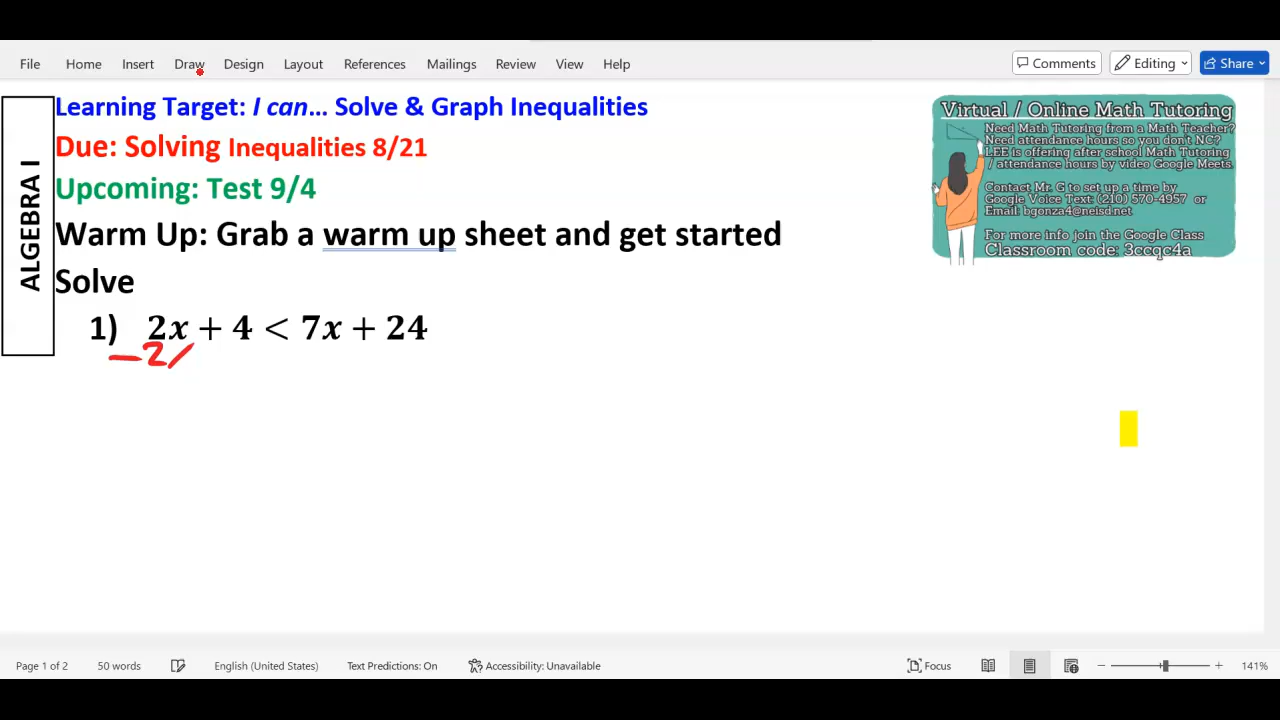 File Home Insert Draw Design Layout References Mailings Review View Help Comments Editing Share
ALGEBRA I
Learning Target: I can... Solve & Graph Inequalities
Due: Solving Inequalities 8/21
Upcoming: Test 9/4
Warm Up: Grab a warm up sheet and get started
Solve
1) 2x + 4 < 7x + 24
−2
Virtual / Online Math Tutoring
Need Math Tutoring from a Math Teacher?
Need attendance hours so you don't NC?
LEE is offering after school Math Tutoring
/ attendance hours by video Google Meets.
Contact Mr. G to set up a time by
Google Voice Text: (210) 570-4957 or
Email: bgonza4@neisd.net
For more info join the Google Class
Classroom code: 3ccqc4a
Page 1 of 2 50 words English (United States) Text Predictions: On Accessibility: Unavailable Focus 141%